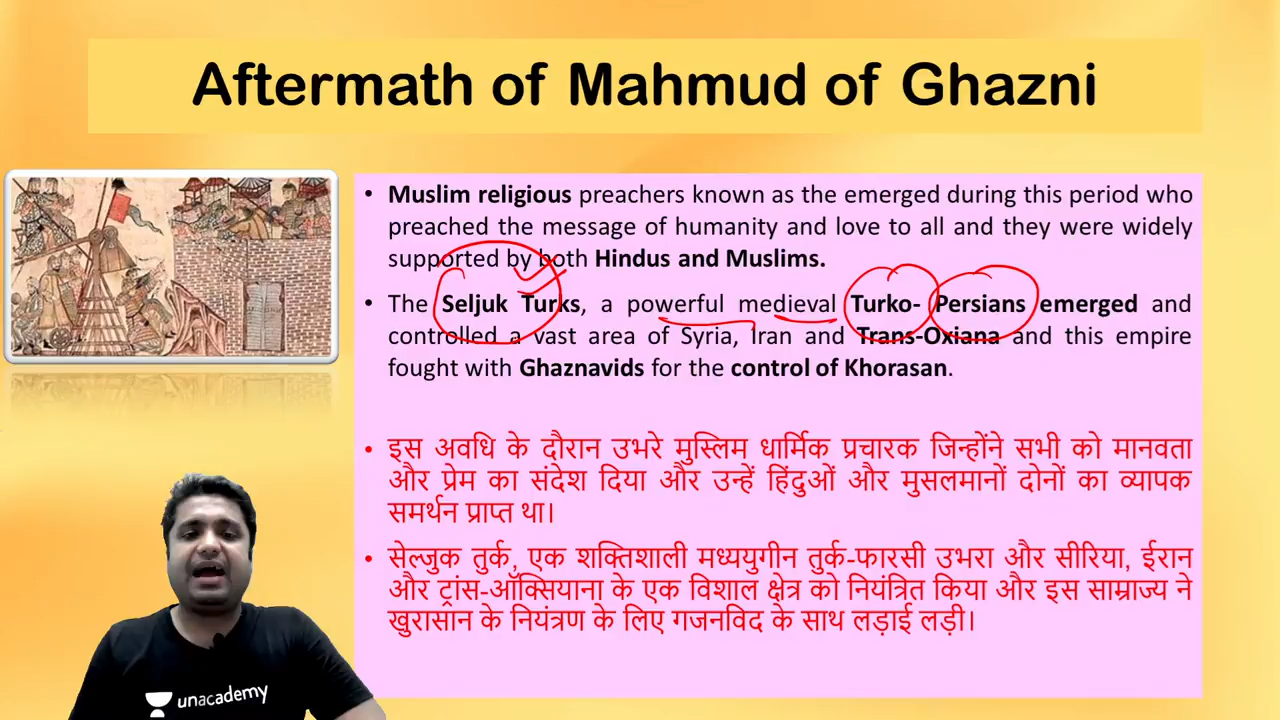 Aftermath of Mahmud of Ghazni
• Muslim religious preachers known as the emerged during this period who
preached the message of humanity and love to all and they were widely
supported by both Hindus and Muslims.
• The Seljuk Turks, a powerful medieval Turko- Persians emerged and
controlled a vast area of Syria, Iran and Trans-Oxiana and this empire
fought with Ghaznavids for the control of Khorasan.
• इस अवधि के दौरान उभरे मुस्लिम धार्मिक प्रचारक जिन्होंने सभी को मानवता
और प्रेम का संदेश दिया और उन्हें हिंदुओं और मुसलमानों दोनों का व्यापक
समर्थन प्राप्त था।
• सेल्जुक तुर्क, एक शक्तिशाली मध्ययुगीन तुर्क-फारसी उभरा और सीरिया, ईरान
और ट्रांस-ऑक्सियाना के एक विशाल क्षेत्र को नियंत्रित किया और इस साम्राज्य ने
खुरासान के नियंत्रण के लिए गजनविद के साथ लड़ाई लड़ी।
unacademy